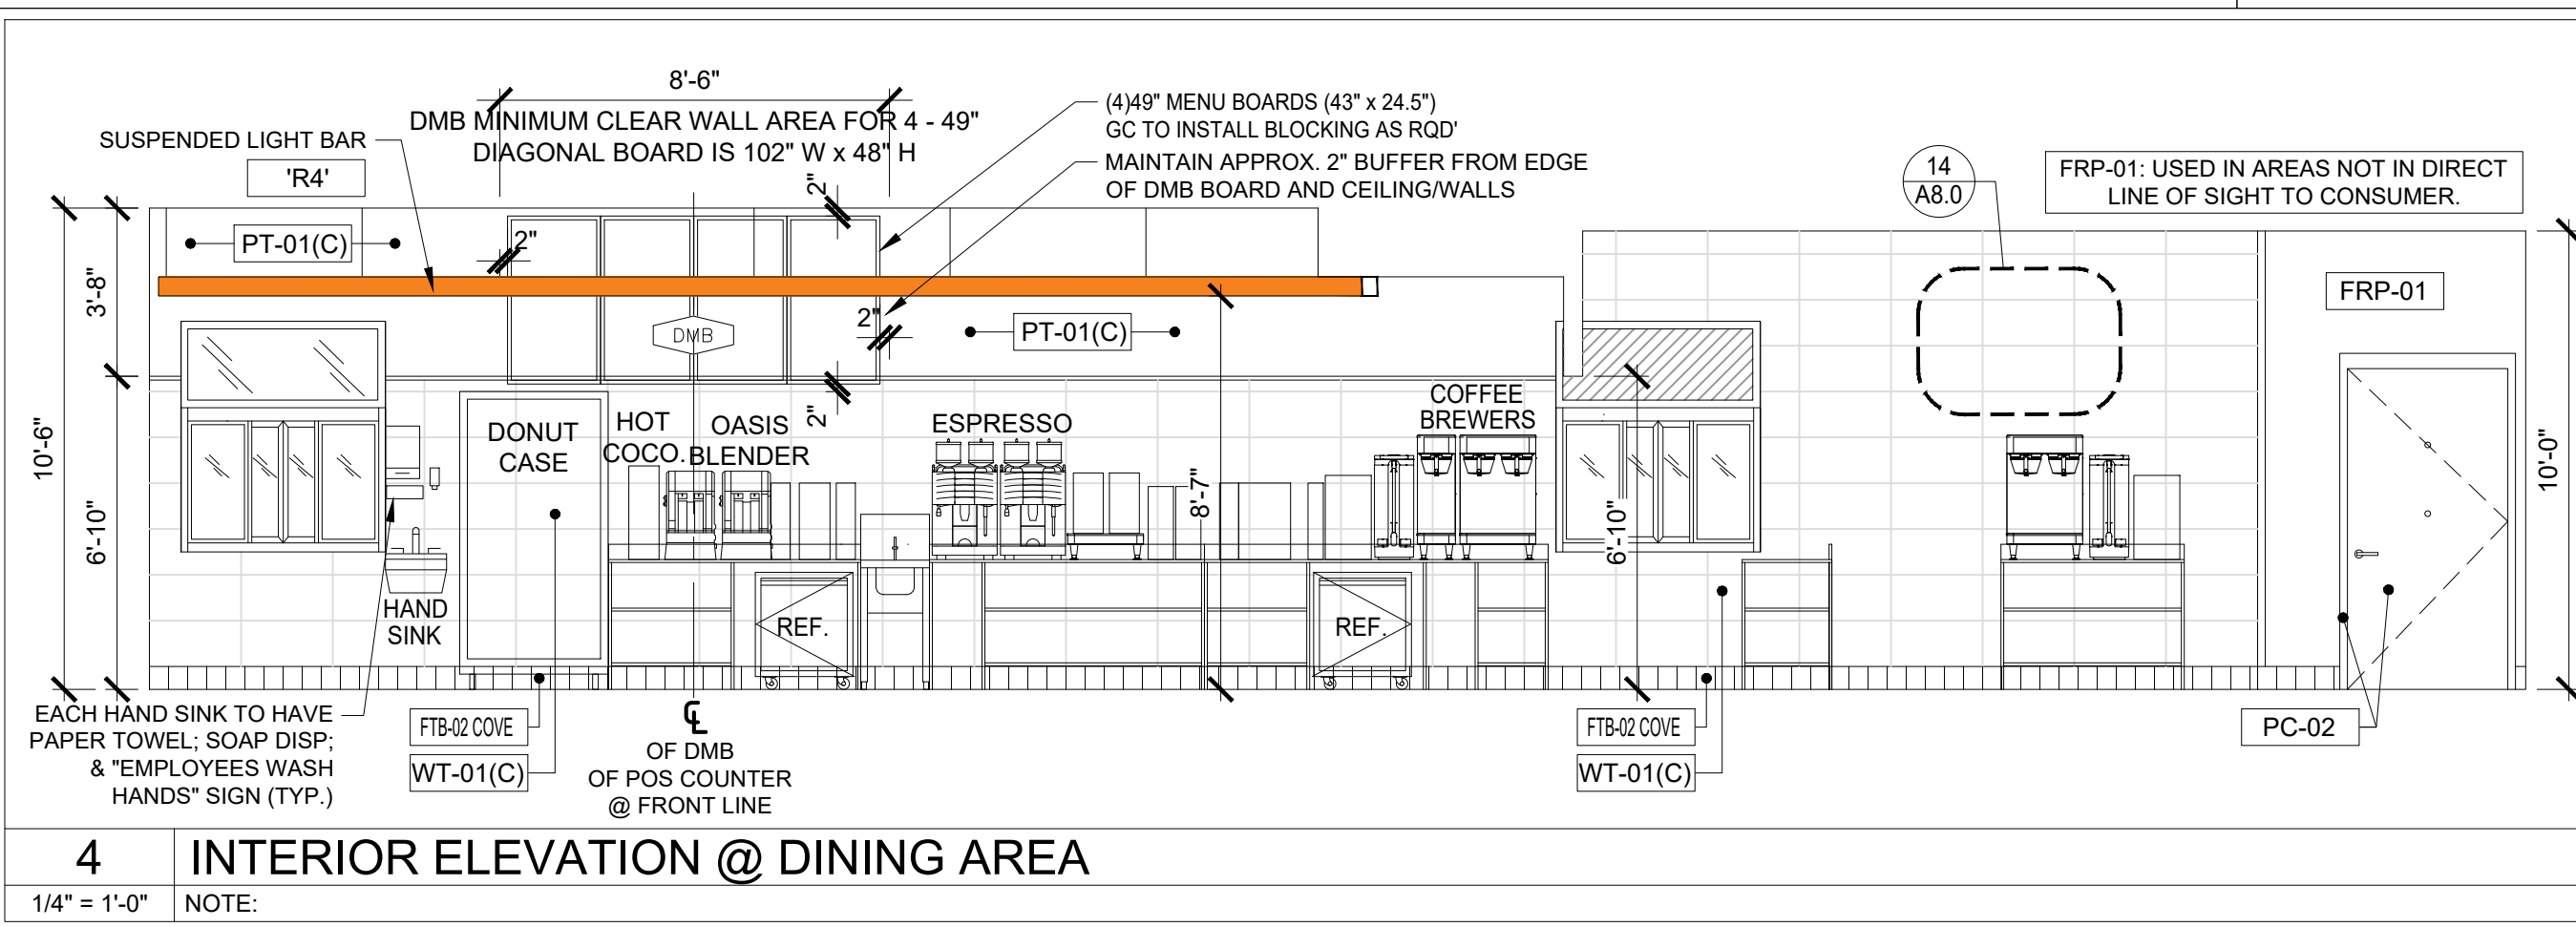 8'-6"
DMB MINIMUM CLEAR WALL AREA FOR 4 - 49"
DIAGONAL BOARD IS 102" W x 48" H
SUSPENDED LIGHT BAR
'R4'
(4)49" MENU BOARDS (43" x 24.5")
GC TO INSTALL BLOCKING AS RQD'
MAINTAIN APPROX. 2" BUFFER FROM EDGE
OF DMB BOARD AND CEILING/WALLS
14
A8.0
FRP-01: USED IN AREAS NOT IN DIRECT
LINE OF SIGHT TO CONSUMER.
2"
PT-01(C)
2"
3'-8"
FRP-01
2"
PT-01(C)
DMB
2"
10'-6"
6'-10"
DONUT
CASE
HOT
COCO.
OASIS
BLENDER
ESPRESSO
COFFEE
BREWERS
8'-7"
6'-10"
10'-0"
HAND
SINK
REF.
REF.
EACH HAND SINK TO HAVE
PAPER TOWEL; SOAP DISP;
& "EMPLOYEES WASH
HANDS" SIGN (TYP.)
FTB-02 COVE
WT-01(C)
CL
OF DMB
OF POS COUNTER
@ FRONT LINE
FTB-02 COVE
WT-01(C)
PC-02
4
INTERIOR ELEVATION @ DINING AREA
1/4" = 1'-0"
NOTE: